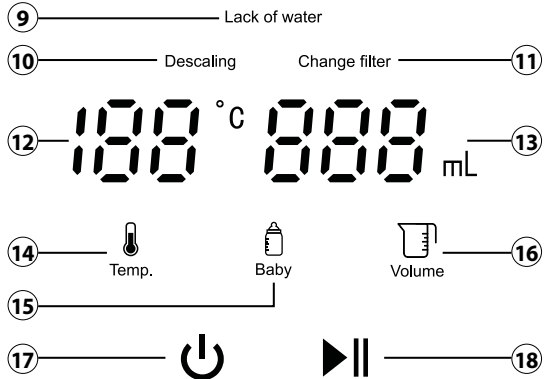 9 Lack of water
10 Descaling Change filter 11
12 188 °C 888 mL 13
14 Temp. Baby Volume 16
15
17 18